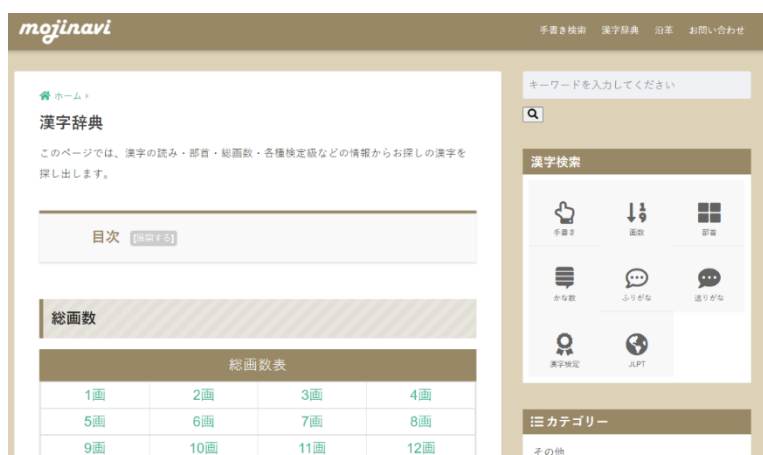 mojinavi
手書き検索 漢字辞典 沿革 お問い合わせ
ホーム
漢字辞典
このページでは、漢字の読み・部首・総画数・各種検定級などの情報からお探しの漢字を
探し出します。
目次 [展開する]
総画数
総画数表
1画 2画 3画 4画
5画 6画 7画 8画
9画 10画 11画 12画
キーワードを入力してください
漢字検索
手書き 画数 部首
かな数 ふりがな 送りがな
漢字検定 JLPT
カテゴリー
その他